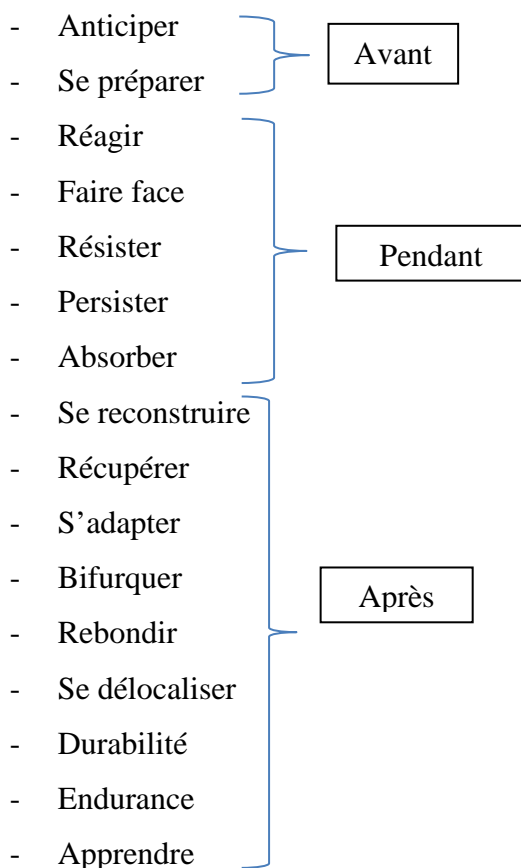 - Anticiper
Avant
- Se préparer
- Réagir
- Faire face
- Résister
Pendant
- Persister
- Absorber
- Se reconstruire
- Récupérer
- S’adapter
- Bifurquer
Après
- Rebondir
- Se délocaliser
- Durabilité
- Endurance
- Apprendre